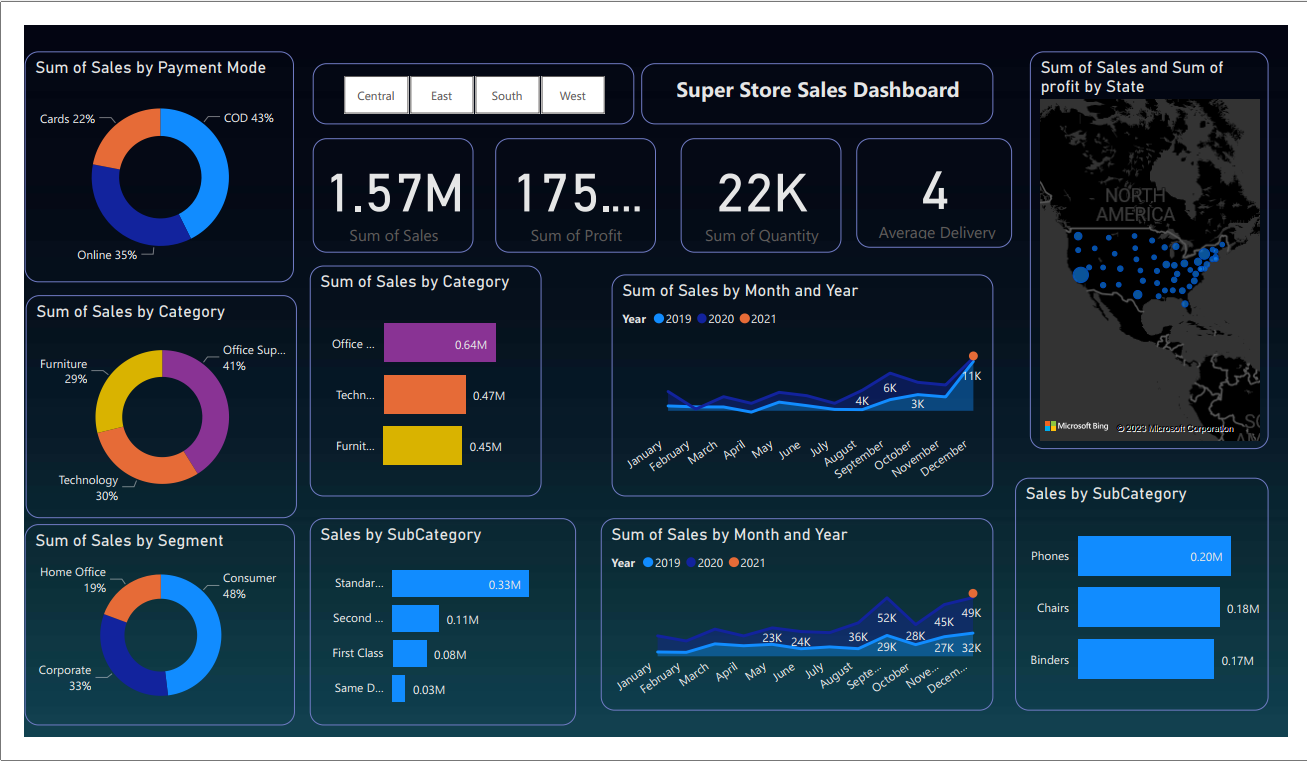 Sum of Sales by Payment Mode
Cards 22%
COD 43%
Online 35%
Central
East
South
West
Super Store Sales Dashboard
1.57M
Sum of Sales
175....
Sum of Profit
22K
Sum of Quantity
4
Average Delivery
Sum of Sales and Sum of
profit by State
NORTH
AMERICA
Microsoft Bing
© 2023 Microsoft Corporation
Sum of Sales by Category
Furniture
29%
Office Sup...
41%
Technology
30%
Sum of Sales by Category
Office ...
0.64M
Techn...
0.47M
Furnit...
0.45M
Sum of Sales by Month and Year
Year 2019 2020 2021
4K
6K
3K
11K
January
February
March
April
May
June
July
August
September
October
November
December
Sum of Sales by Segment
Home Office
19%
Consumer
48%
Corporate
33%
Sales by SubCategory
Standar...
0.33M
Second ...
0.11M
First Class
0.08M
Same D...
0.03M
Sum of Sales by Month and Year
Year 2019 2020 2021
23K
24K
36K
52K
29K
28K
45K
27K
49K
32K
January
February
March
April
May
June
July
August
Septe...
October
Nove...
Decem...
Sales by SubCategory
Phones
0.20M
Chairs
0.18M
Binders
0.17M